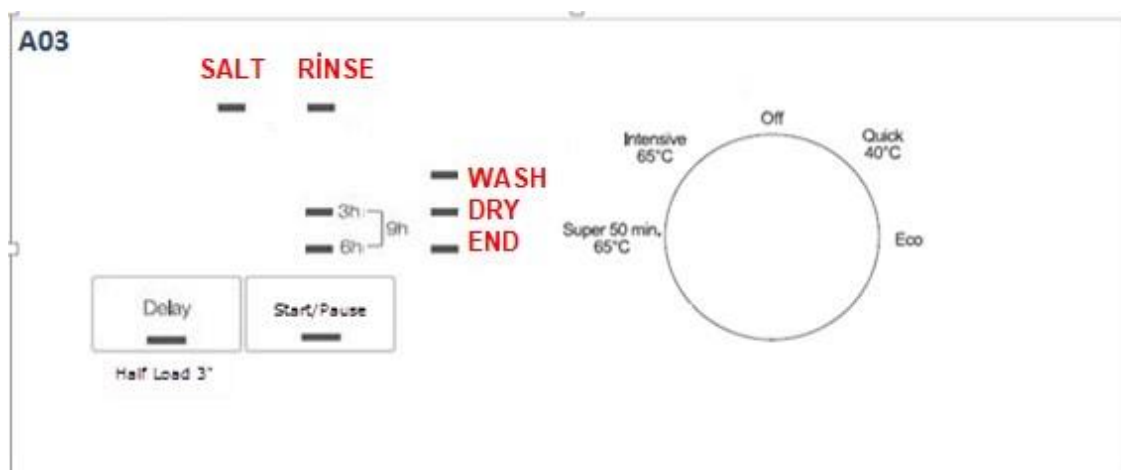 A03
SALT RİNSE
Off
Intensive
65°C
Quick
40°C
WASH
3h
DRY
9h
6h
END
Super 50 min.
65°C
Eco
Delay
Start/Pause
Half Load 3"